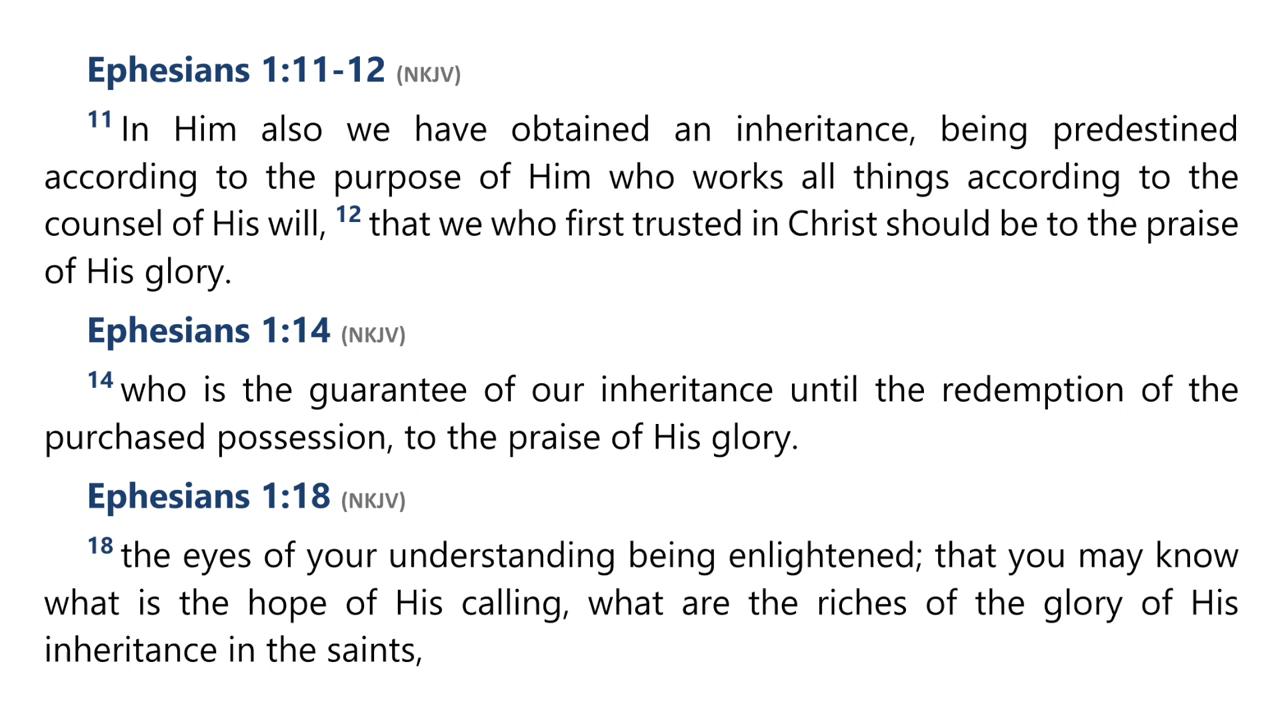 Ephesians 1:11-12 (NKJV)
11 In Him also we have obtained an inheritance, being predestined
according to the purpose of Him who works all things according to the
counsel of His will, 12 that we who first trusted in Christ should be to the praise
of His glory.
Ephesians 1:14 (NKJV)
14 who is the guarantee of our inheritance until the redemption of the
purchased possession, to the praise of His glory.
Ephesians 1:18 (NKJV)
18 the eyes of your understanding being enlightened; that you may know
what is the hope of His calling, what are the riches of the glory of His
inheritance in the saints,